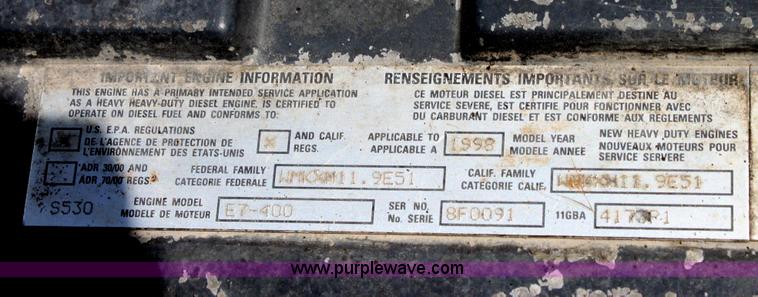 IMPORTANT ENGINE INFORMATION
THIS ENGINE HAS A PRIMARY INTENDED SERVICE APPLICATION
AS A HEAVY HEAVY-DUTY DIESEL ENGINE, IS CERTIFIED TO
OPERATE ON DIESEL FUEL AND CONFORMS TO:
RENSEIGNEMENTS IMPORTANTS SUR LE MOTEUR
CE MOTEUR DIESEL EST PRINCIPALEMENT DESTINE AU
SERVICE SEVERE, EST CERTIFIE POUR FONCTIONNER AVEC
DU CARBURANT DIESEL ET EST CONFORME AUX REGLEMENTS
X U.S. E.P.A. REGULATIONS
DE L'AGENCE DE PROTECTION DE
L'ENVIRONNEMENT DES ETATS-UNIS
X AND CALIF.
REGS.
APPLICABLE TO
APPLICABLE A
1998
MODEL YEAR
MODELE ANNEE
NEW HEAVY DUTY ENGINES
NOUVEAUX MOTEURS POUR
SERVICE SERVERE
ADR 30/00 AND
ADR 70/00 REGS
FEDERAL FAMILY
CATEGORIE FEDERALE
WMKXH11.9E51
CALIF. FAMILY
CATÉGORIE CALIF.
WMKXH11.9E51
S530
ENGINE MODEL
MODELE DE MOTEUR
E7-400
SER NO,
No. SERIE
8F0091
11GBA
www.purplewave.com